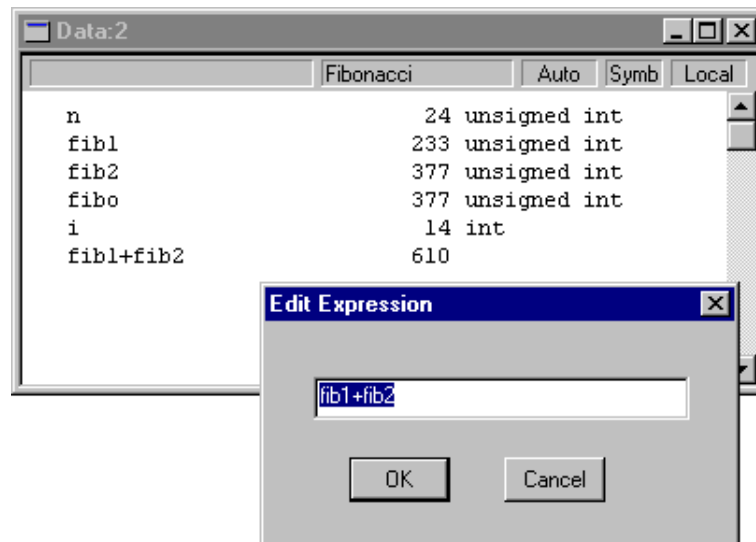 Data:2
Fibonacci Auto Symb Local
n 24 unsigned int
fib1 233 unsigned int
fib2 377 unsigned int
fibo 377 unsigned int
i 14 int
fib1+fib2 610
Edit Expression
fib1+fib2
OK Cancel